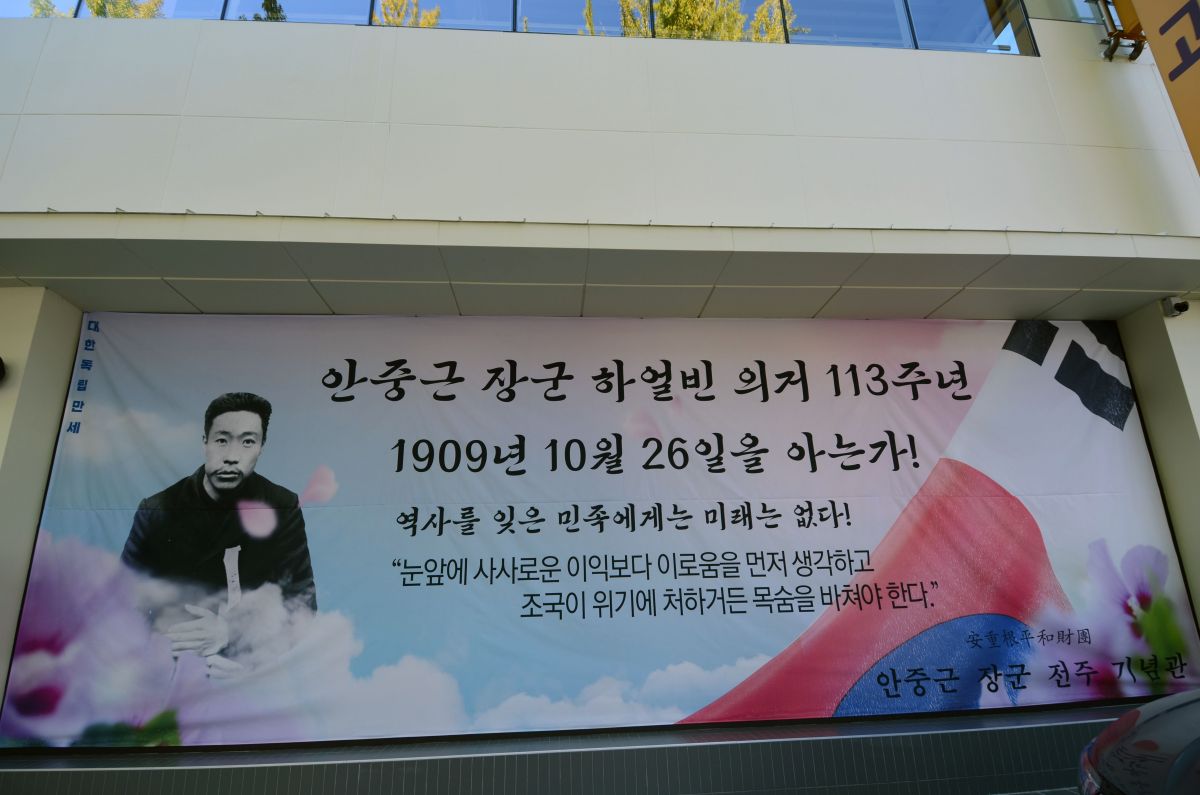 고
대한독립만세
안중근 장군 하얼빈 의거 113주년
1909년 10월 26일을 아는가!
역사를 잊은 민족에게는 미래는 없다!
“눈앞에 사사로운 이익보다 이로움을 먼저 생각하고
조국이 위기에 처하거든 목숨을 바쳐야 한다.”
安重根平和財團
안중근 장군 전주 기념관